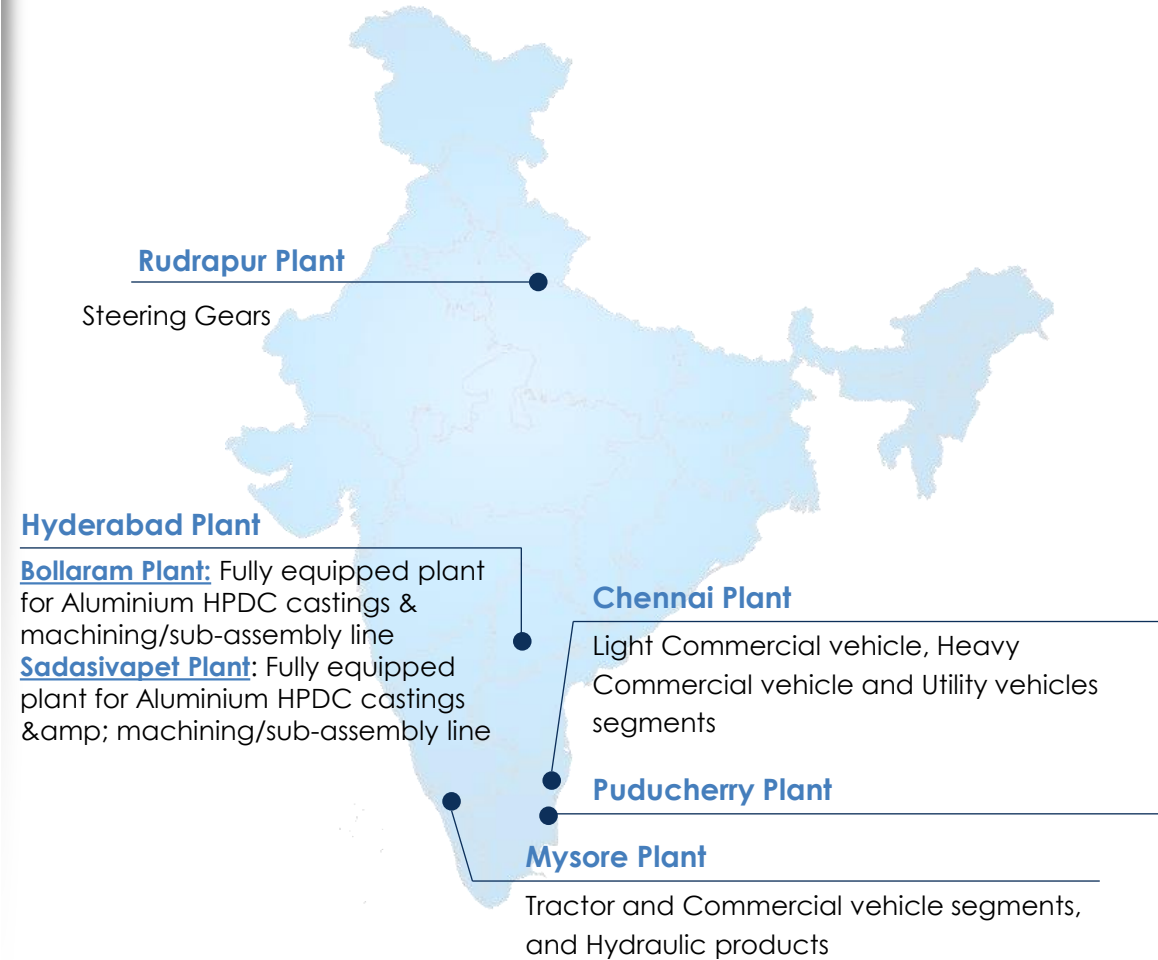 Rudrapur Plant
Steering Gears
Hyderabad Plant
Bollaram Plant: Fully equipped plant
for Aluminium HPDC castings &
machining/sub-assembly line
Sadasivapet Plant: Fully equipped
plant for Aluminium HPDC castings
&amp; machining/sub-assembly line
Chennai Plant
Light Commercial vehicle, Heavy
Commercial vehicle and Utility vehicles
segments
Puducherry Plant
Mysore Plant
Tractor and Commercial vehicle segments,
and Hydraulic products